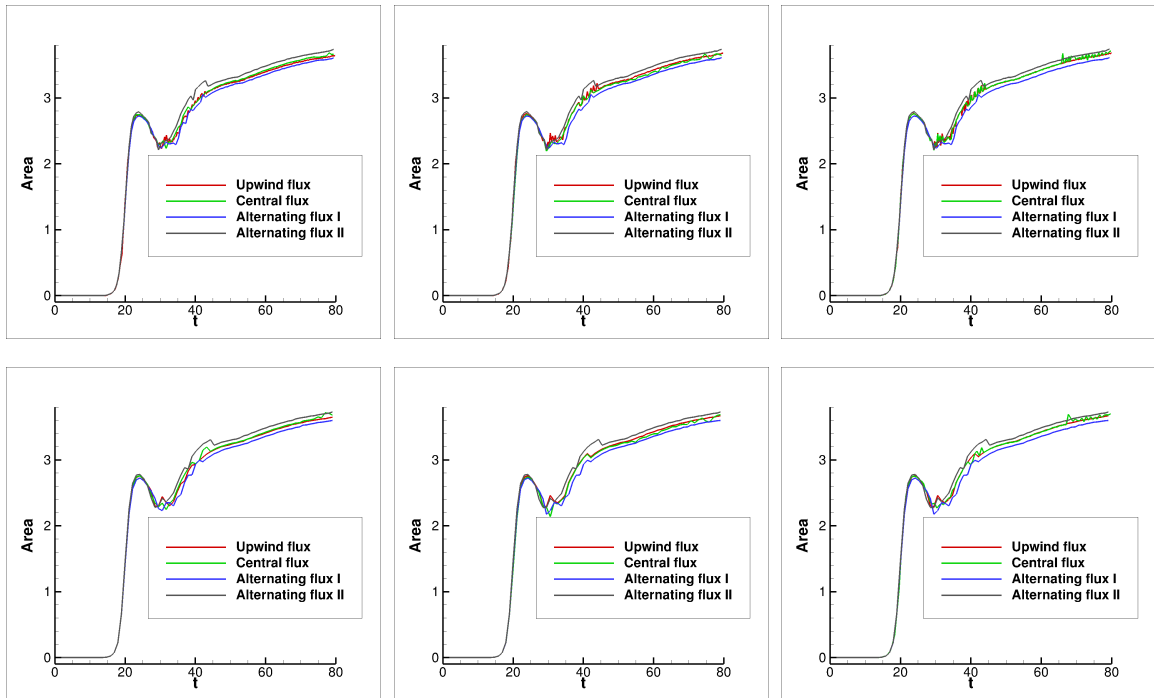 3
2
1
0
Area
0 20 40 60 80
t
Upwind flux
Central flux
Alternating flux I
Alternating flux II
3
2
1
0
Area
0 20 40 60 80
t
Upwind flux
Central flux
Alternating flux I
Alternating flux II
3
2
1
0
Area
0 20 40 60 80
t
Upwind flux
Central flux
Alternating flux I
Alternating flux II
3
2
1
0
Area
0 20 40 60 80
t
Upwind flux
Central flux
Alternating flux I
Alternating flux II
3
2
1
0
Area
0 20 40 60 80
t
Upwind flux
Central flux
Alternating flux I
Alternating flux II
3
2
1
0
Area
0 20 40 60 80
t
Upwind flux
Central flux
Alternating flux I
Alternating flux II